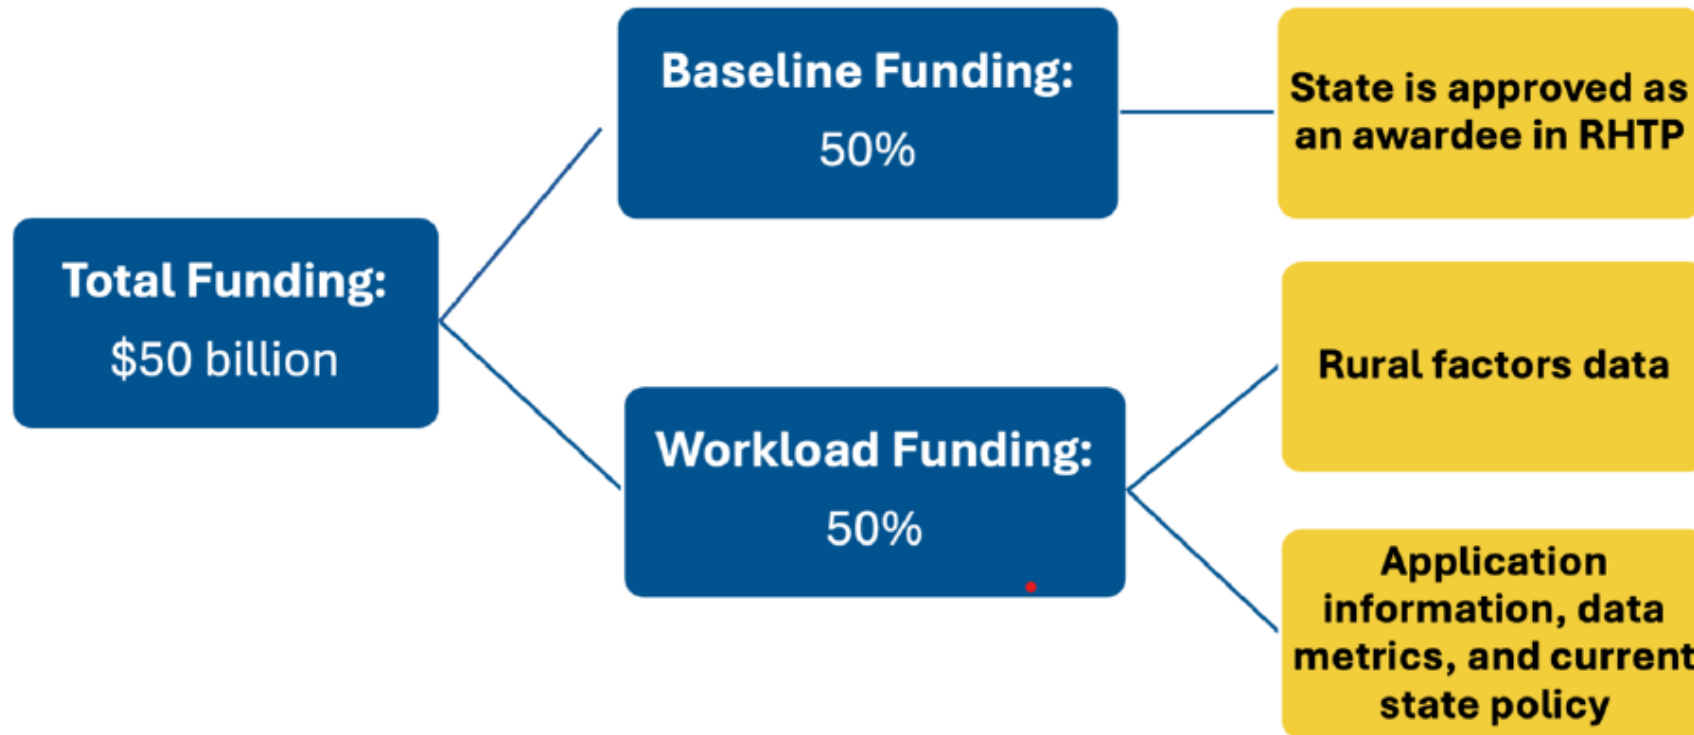 Baseline Funding:
50%
State is approved as
an awardee in RHTP
Total Funding:
$50 billion
Rural factors data
Workload Funding:
50%
Application
information, data
metrics, and current
state policy